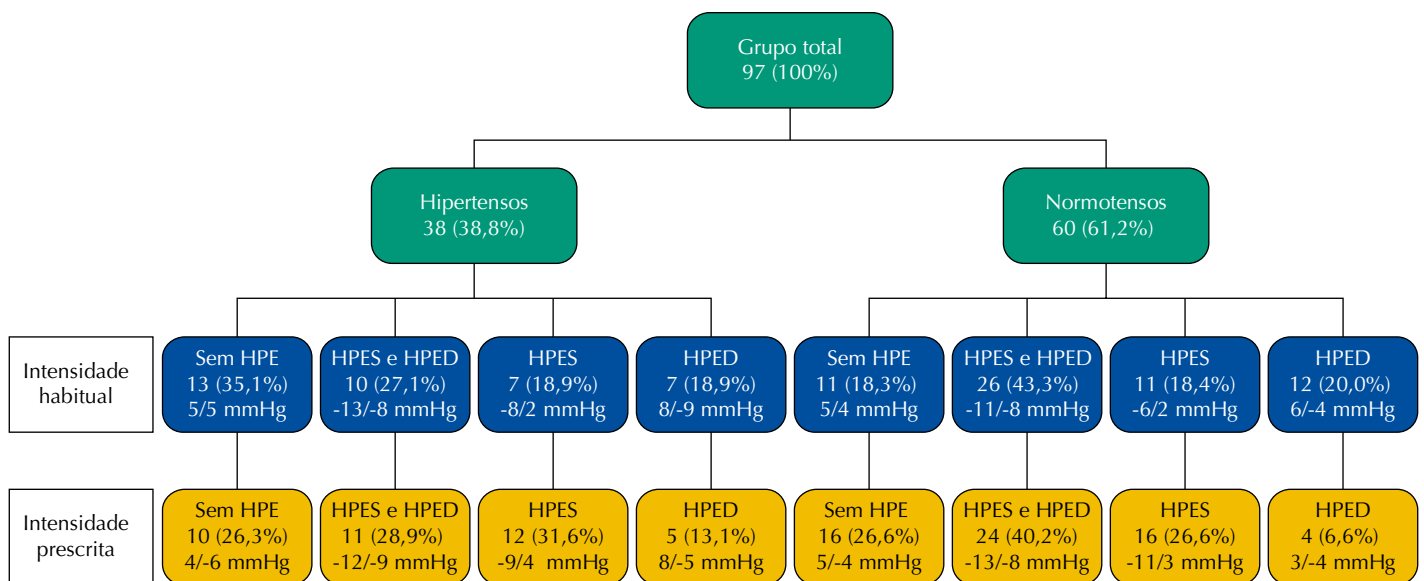 Grupo total
97 (100%)
Hipertensos
38 (38,8%)
Normotensos
60 (61,2%)
Intensidade
habitual
Sem HPE
13 (35,1%)
5/5 mmHg
HPES e HPED
10 (27,1%)
-13/-8 mmHg
HPES
7 (18,9%)
-8/2 mmHg
HPED
7 (18,9%)
8/-9 mmHg
Sem HPE
11 (18,3%)
5/4 mmHg
HPES e HPED
26 (43,3%)
-11/-8 mmHg
HPES
11 (18,4%)
-6/2 mmHg
HPED
12 (20,0%)
6/-4 mmHg
Intensidade
prescrita
Sem HPE
10 (26,3%)
4/-6 mmHg
HPES e HPED
11 (28,9%)
-12/-9 mmHg
HPES
12 (31,6%)
-9/4 mmHg
HPED
5 (13,1%)
8/-5 mmHg
Sem HPE
16 (26,6%)
5/-4 mmHg
HPES e HPED
24 (40,2%)
-13/-8 mmHg
HPES
16 (26,6%)
-11/3 mmHg
HPED
4 (6,6%)
3/-4 mmHg